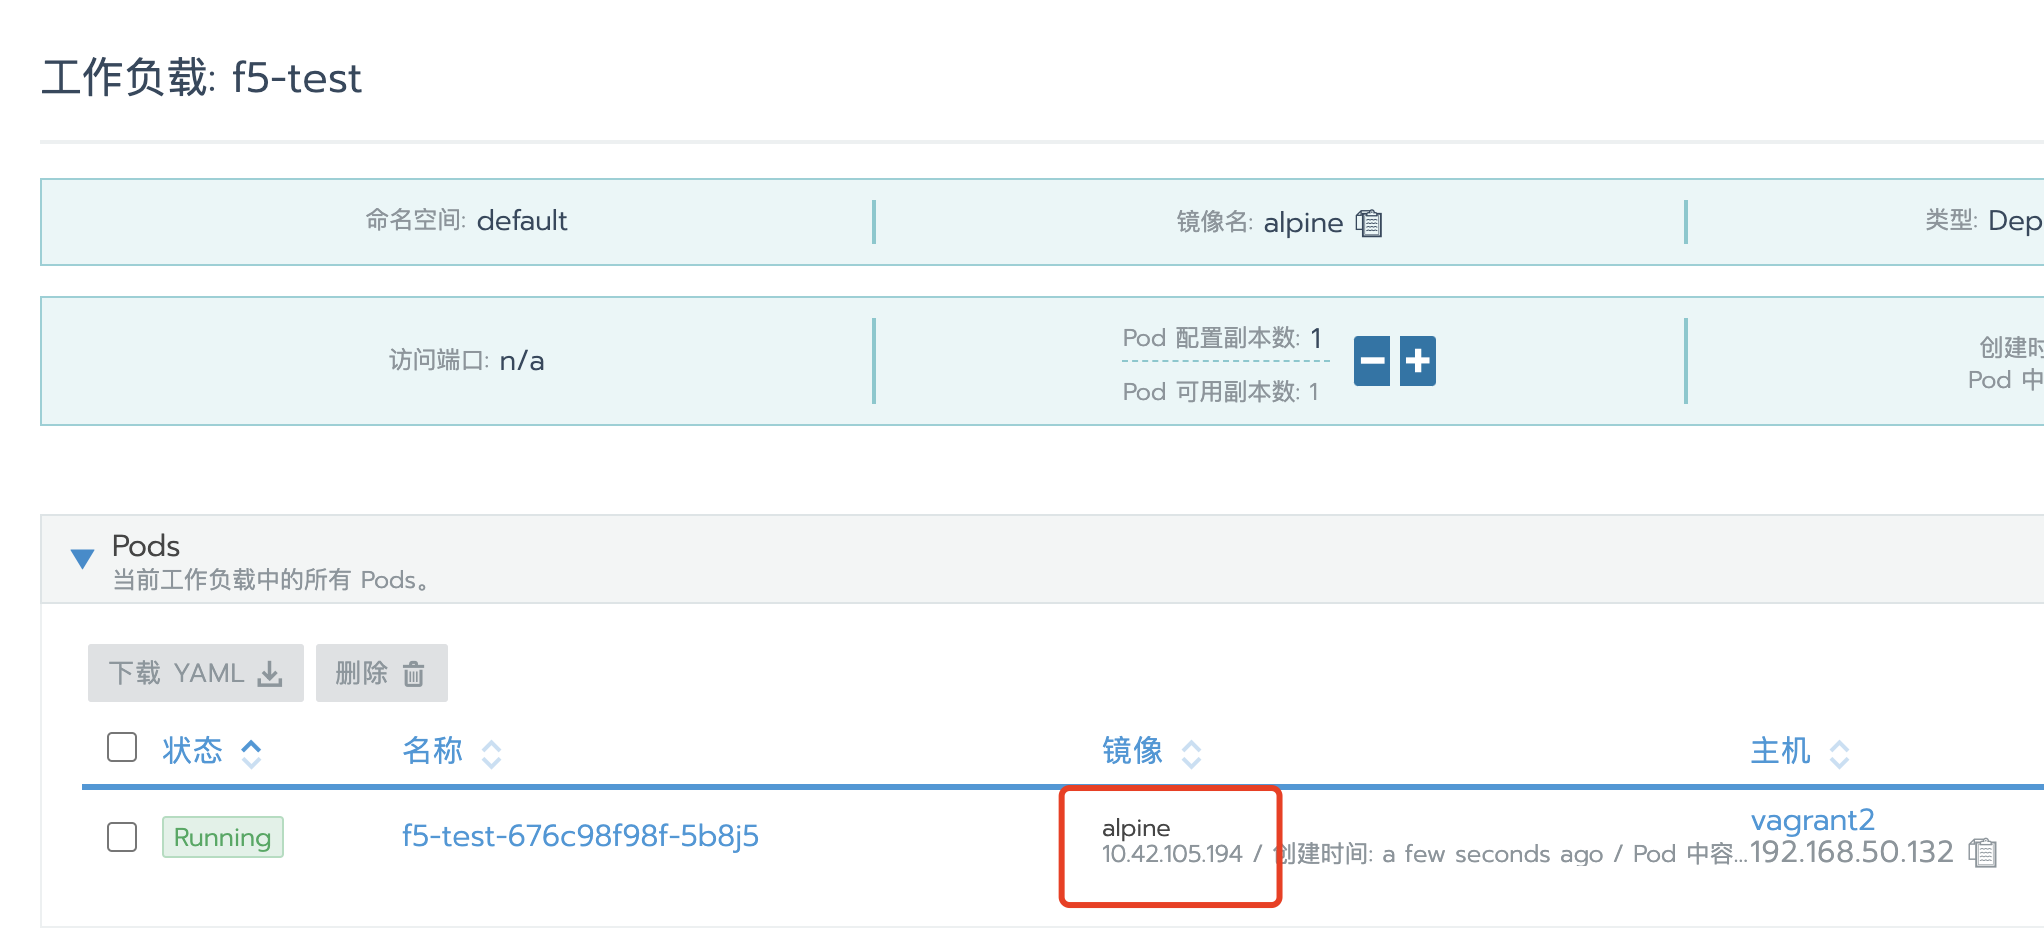 工作负载: f5-test
命名空间: default
镜像名: alpine
类型: Dep
访问端口: n/a
Pod 配置副本数: 1
Pod 可用副本数: 1
创建时
Pod 中
Pods
当前工作负载中的所有 Pods。
下载 YAML
删除
状态 名称 镜像 主机
Running f5-test-676c98f98f-5b8j5
alpine
10.42.105.194 / 创建时间: a few seconds ago / Pod 中容...
vagrant2
192.168.50.132